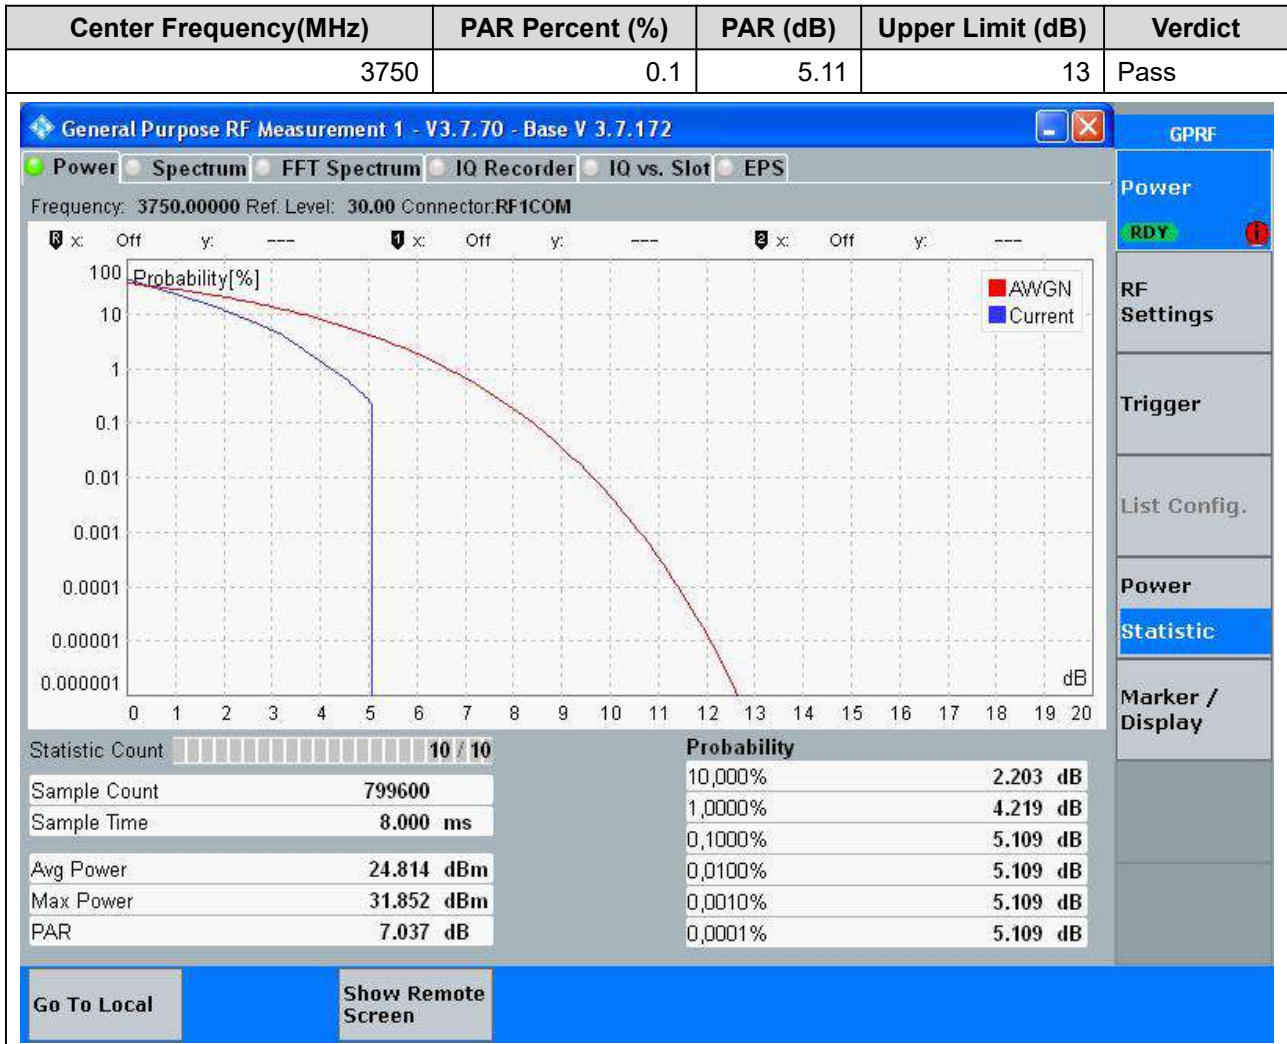 Center Frequency(MHz) PAR Percent (%) PAR (dB) Upper Limit (dB) Verdict
3750 0.1 5.11 13 Pass
General Purpose RF Measurement 1 - V3.7.70 - Base V 3.7.172
GPRF
Power Spectrum FFT Spectrum IQ Recorder IQ vs. Slot EPS
Power
RDY
Frequency: 3750.00000 Ref. Level: 30.00 Connector:RF1COM
R x: Off y: --- 1 x: Off y: --- 2 x: Off y: ---
Probability[%]
AWGN
Current
100
10
1
0.1
0.01
0.001
0.0001
0.00001
0.000001
dB
0 1 2 3 4 5 6 7 8 9 10 11 12 13 14 15 16 17 18 19 20
RF
Settings
Trigger
List Config.
Power
Statistic
Marker /
Display
Statistic Count 10 / 10
Sample Count 799600
Sample Time 8.000 ms
Avg Power 24.814 dBm
Max Power 31.852 dBm
PAR 7.037 dB
Probability
10,000% 2.203 dB
1,0000% 4.219 dB
0,1000% 5.109 dB
0,0100% 5.109 dB
0,0010% 5.109 dB
0,0001% 5.109 dB
Go To Local
Show Remote
Screen